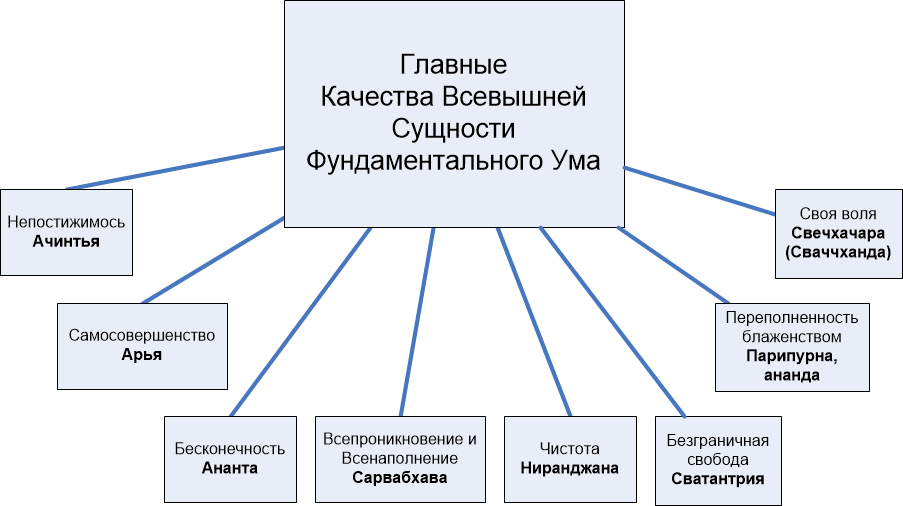 Главные
Качества Всевышней
Сущности
Фундаментального Ума
Непостижимось
Ачинтья
Своя воля
Свечхачара
(Сваччханда)
Самосовершенство
Арья
Переполненность
блаженством
Парипурна,
ананда
Бесконечность
Ананта
Всепроникновение и
Всенаполнение
Сарвабхава
Чистота
Ниранджана
Безграничная
свобода
Сватантрия